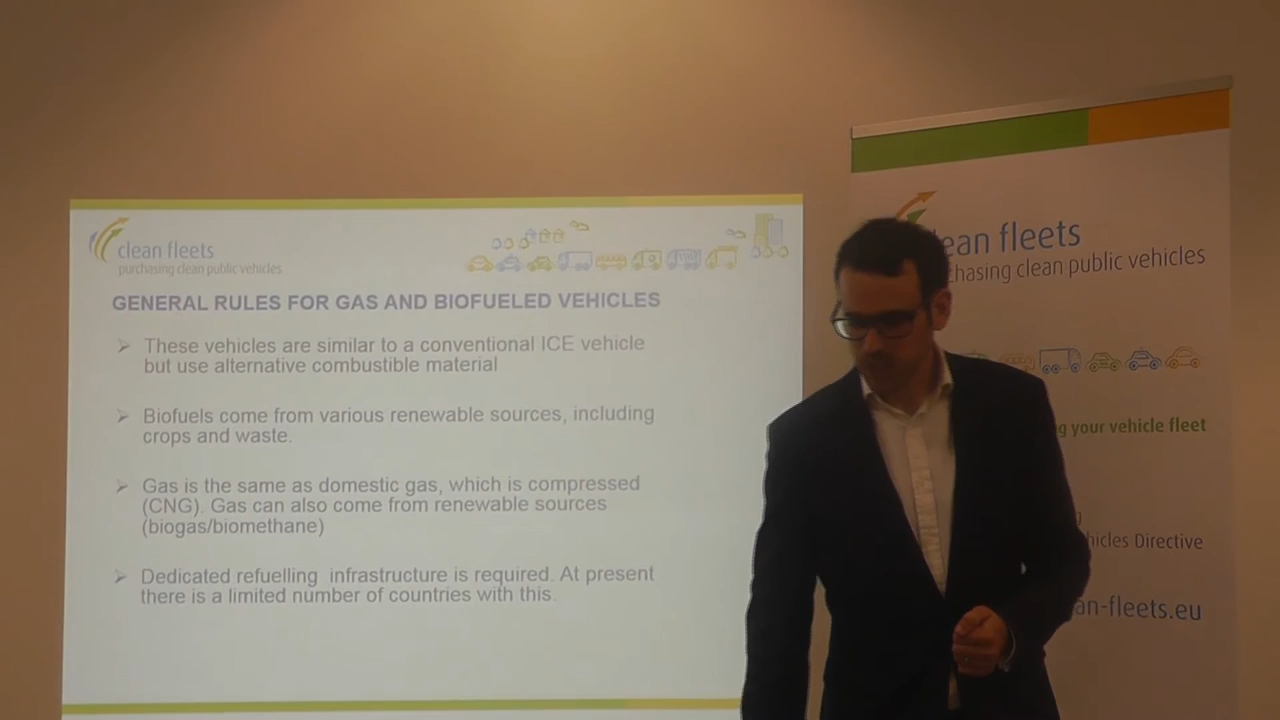 clean fleets
purchasing clean public vehicles
GENERAL RULES FOR GAS AND BIOFUELED VEHICLES
These vehicles are similar to a conventional ICE vehicle
but use alternative combustible material
Biofuels come from various renewable sources, including
crops and waste.
Gas is the same as domestic gas, which is compressed
(CNG). Gas can also come from renewable sources
(biogas/biomethane)
Dedicated refuelling infrastructure is required. At present
there is a limited number of countries with this.
ean fleets
hasing clean public vehicles
g your vehicle fleet
hicles Directive
an-fleets.eu